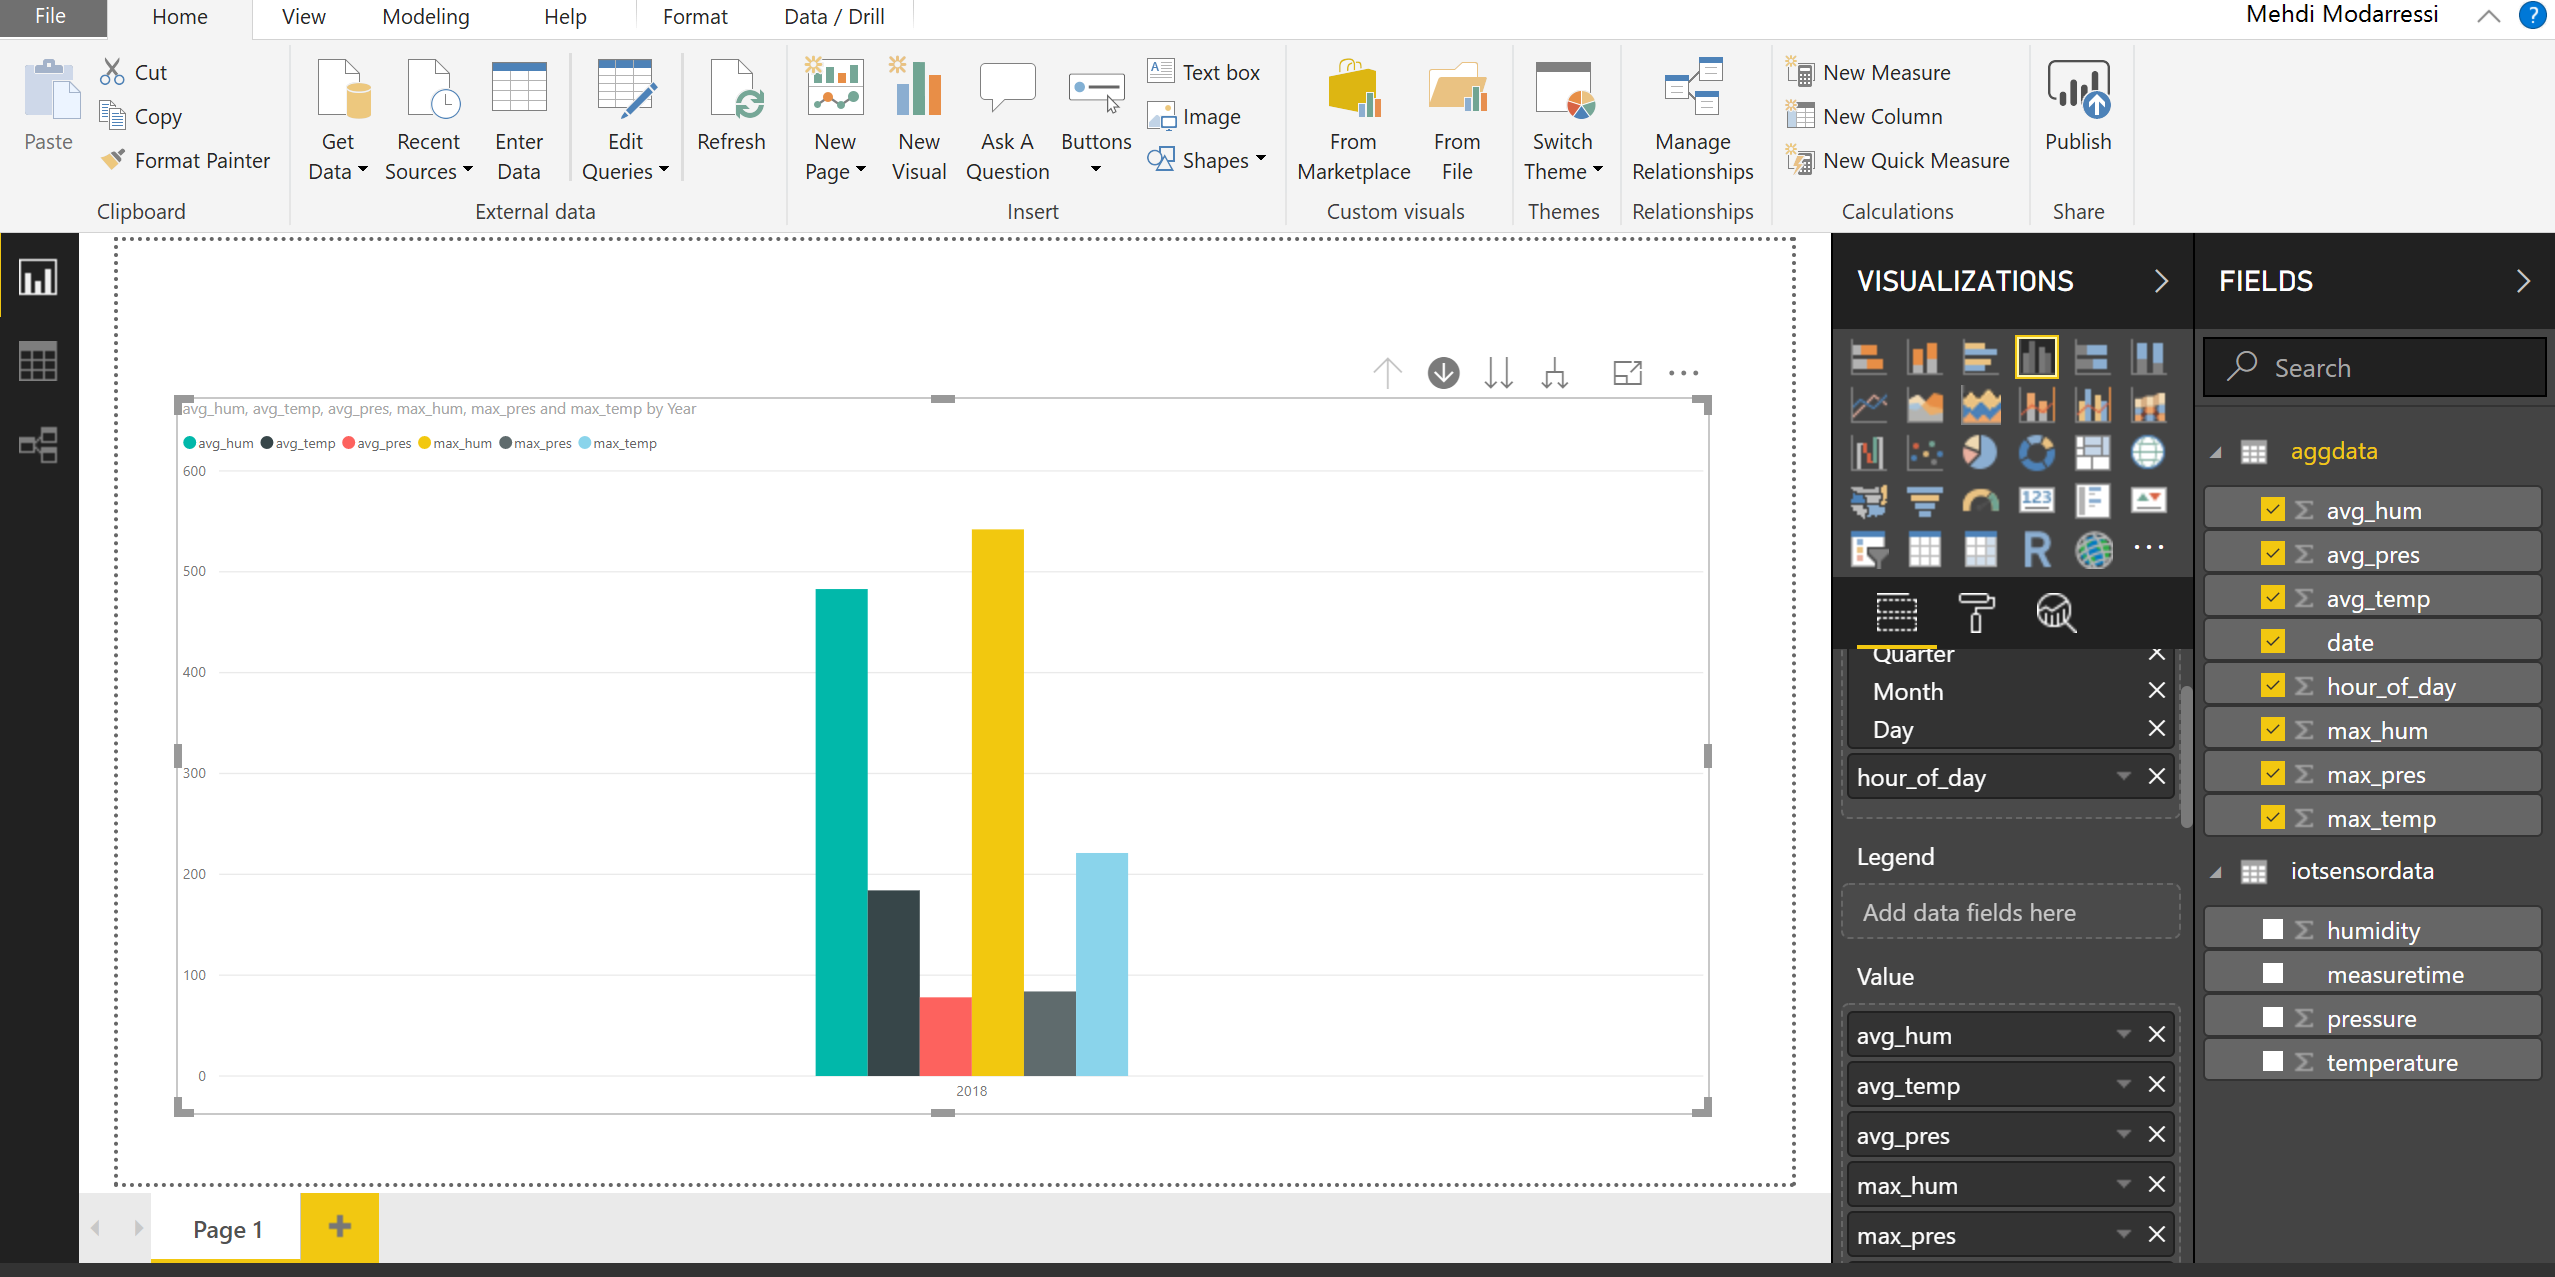 File Home View Modeling Help Format Data / Drill Mehdi Modarressi ?
Paste
Cut
Copy
Format Painter
Clipboard
Get Data
Recent Sources
Enter Data
Edit Queries
Refresh
External data
New Page
New Visual
Ask A Question
Buttons
Text box
Image
Shapes
Insert
From Marketplace
From File
Custom visuals
Switch Theme
Themes
Manage Relationships
Relationships
New Measure
New Column
New Quick Measure
Calculations
Publish
Share
avg_hum, avg_temp, avg_pres, max_hum, max_pres and max_temp by Year
avg_hum avg_temp avg_pres max_hum max_pres max_temp
600
500
400
300
200
100
0
2018
Page 1
VISUALIZATIONS
123
R
Quarter
Month
Day
hour_of_day
Legend
Add data fields here
Value
avg_hum
avg_temp
avg_pres
max_hum
max_pres
FIELDS
Search
aggdata
Σ avg_hum
Σ avg_pres
Σ avg_temp
date
Σ hour_of_day
Σ max_hum
Σ max_pres
Σ max_temp
iotsensordata
Σ humidity
measuretime
Σ pressure
Σ temperature